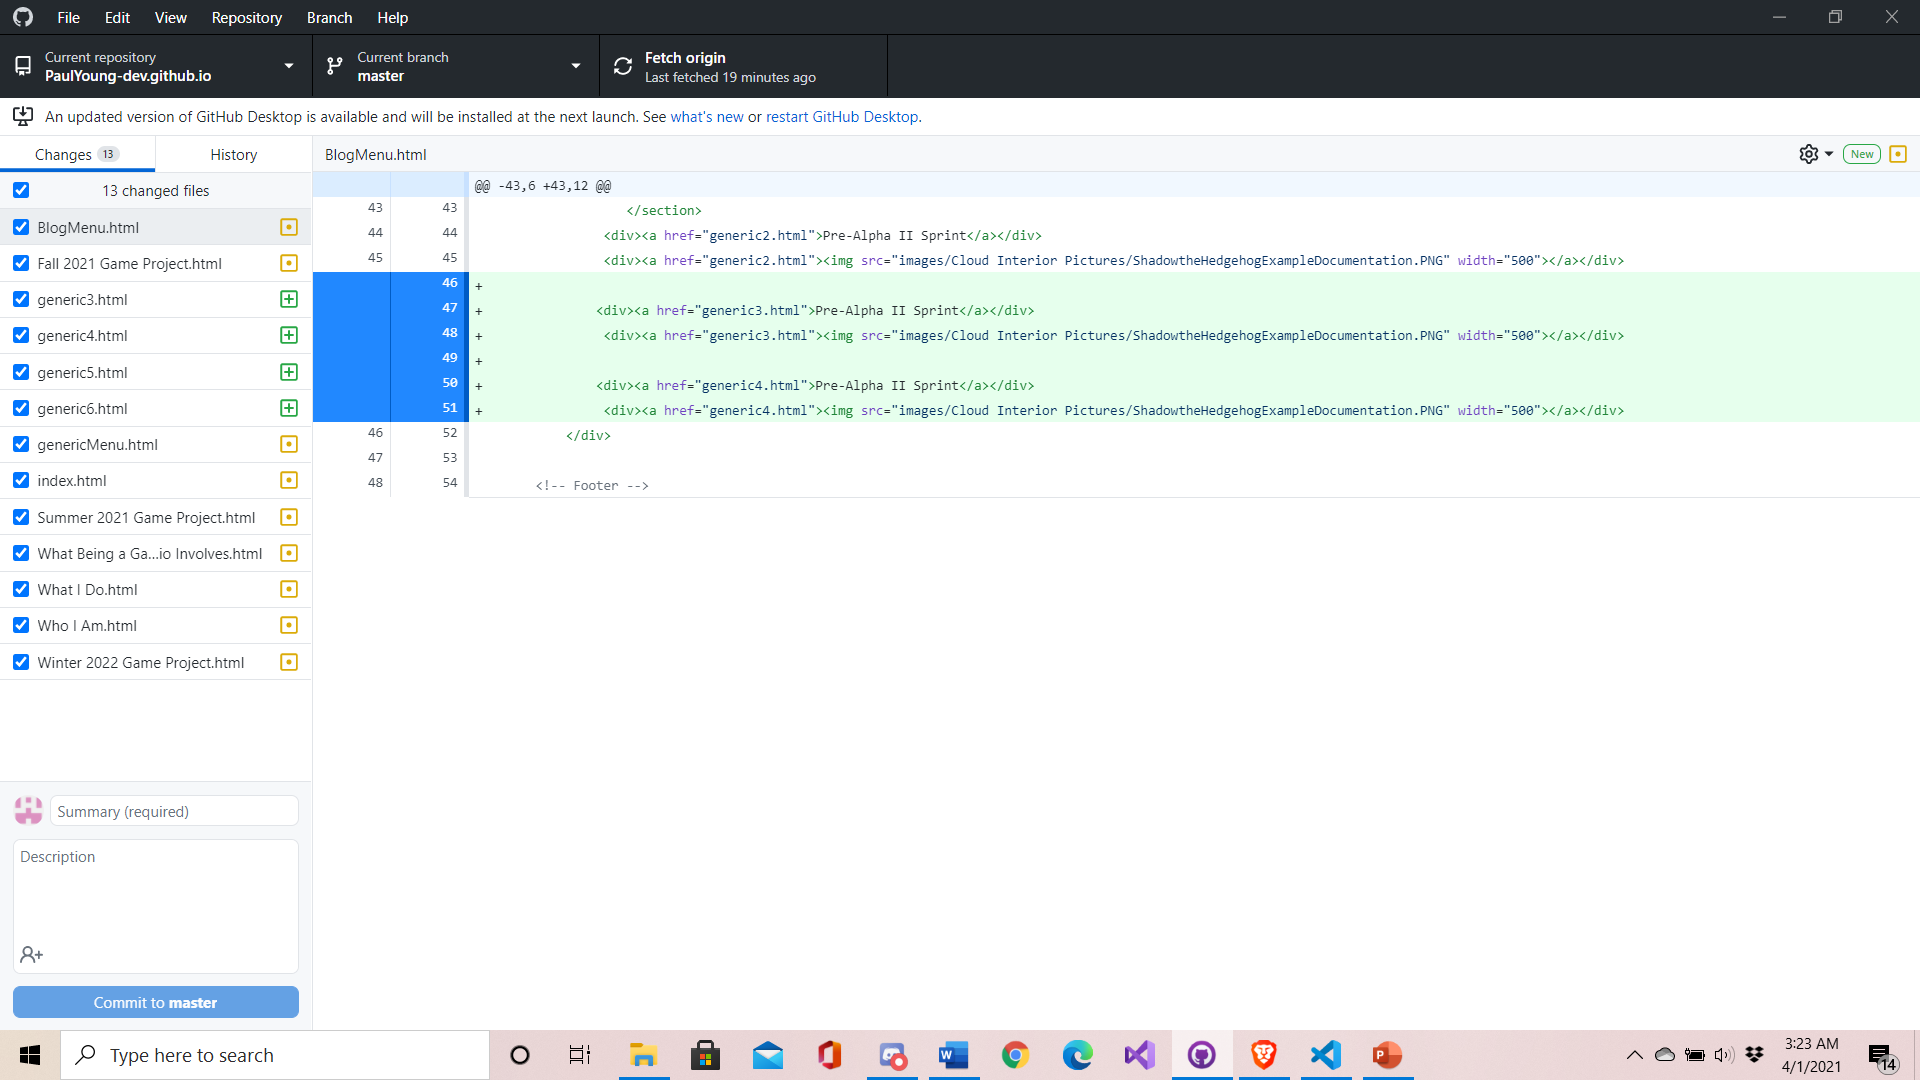 File Edit View Repository Branch Help
Current repository
PaulYoung-dev.github.io
Current branch
master
Fetch origin
Last fetched 19 minutes ago
An updated version of GitHub Desktop is available and will be installed at the next launch. See what's new or restart GitHub Desktop.
Changes 13 History
BlogMenu.html
New
13 changed files
BlogMenu.html
Fall 2021 Game Project.html
generic3.html
generic4.html
generic5.html
generic6.html
genericMenu.html
index.html
Summer 2021 Game Project.html
What Being a Ga...io Involves.html
What I Do.html
Who I Am.html
Winter 2022 Game Project.html
@@ -43,6 +43,12 @@
43 43 </section>
44 44 <div><a href="generic2.html">Pre-Alpha II Sprint</a></div>
45 45 <div><a href="generic2.html"><img src="images/Cloud Interior Pictures/ShadowtheHedgehogExampleDocumentation.PNG" width="500"></a></div>
46 +
47 + <div><a href="generic3.html">Pre-Alpha II Sprint</a></div>
48 + <div><a href="generic3.html"><img src="images/Cloud Interior Pictures/ShadowtheHedgehogExampleDocumentation.PNG" width="500"></a></div>
49 +
50 + <div><a href="generic4.html">Pre-Alpha II Sprint</a></div>
51 + <div><a href="generic4.html"><img src="images/Cloud Interior Pictures/ShadowtheHedgehogExampleDocumentation.PNG" width="500"></a></div>
46 52 </div>
47 53
48 54 <!-- Footer -->
Summary (required)
Description
Commit to master
Type here to search
W
P
3:23 AM
4/1/2021
14